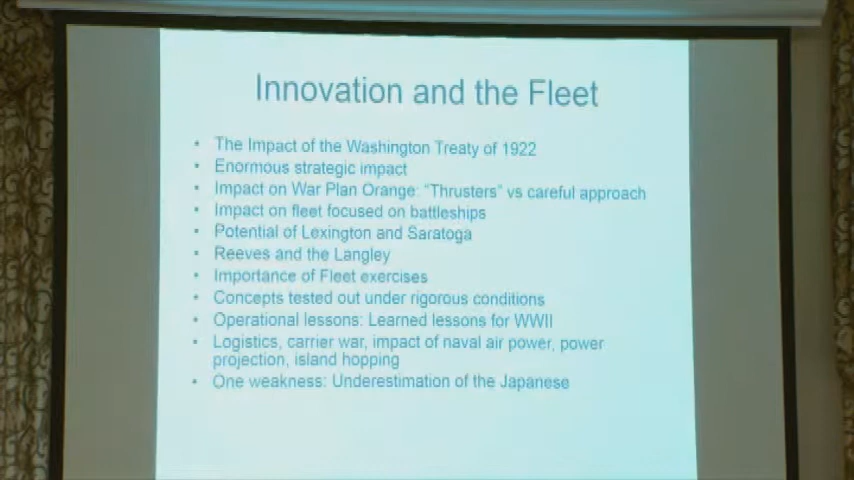 Innovation and the Fleet
• The Impact of the Washington Treaty of 1922
• Enormous strategic impact
• Impact on War Plan Orange: “Thrusters” vs careful approach
• Impact on fleet focused on battleships
• Potential of Lexington and Saratoga
• Reeves and the Langley
• Importance of Fleet exercises
• Concepts tested out under rigorous conditions
• Operational lessons: Learned lessons for WWII
• Logistics, carrier war, impact of naval air power, power
projection, island hopping
• One weakness: Underestimation of the Japanese